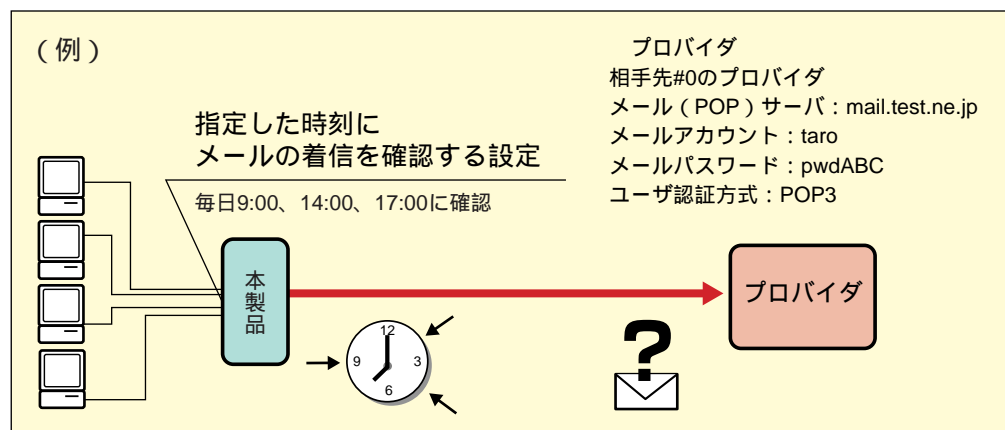 （例）
指定した時刻に
メールの着信を確認する設定
毎日9:00、14:00、17:00に確認
プロバイダ
相手先#0のプロバイダ
メール（POP）サーバ：mail.test.ne.jp
メールアカウント：taro
メールパスワード：pwdABC
ユーザ認証方式：POP3
本製品
12
9
3
6
?
プロバイダ